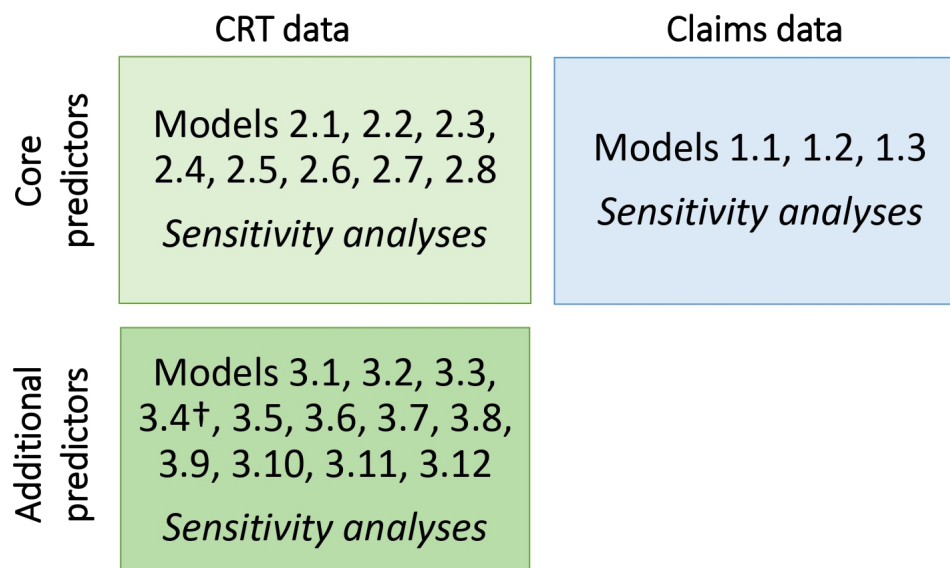 CRT data
Claims data
Core
predictors
Models 2.1, 2.2, 2.3,
2.4, 2.5, 2.6, 2.7, 2.8
Sensitivity analyses
Models 1.1, 1.2, 1.3
Sensitivity analyses
Additional
predictors
Models 3.1, 3.2, 3.3,
3.4†, 3.5, 3.6, 3.7, 3.8,
3.9, 3.10, 3.11, 3.12
Sensitivity analyses